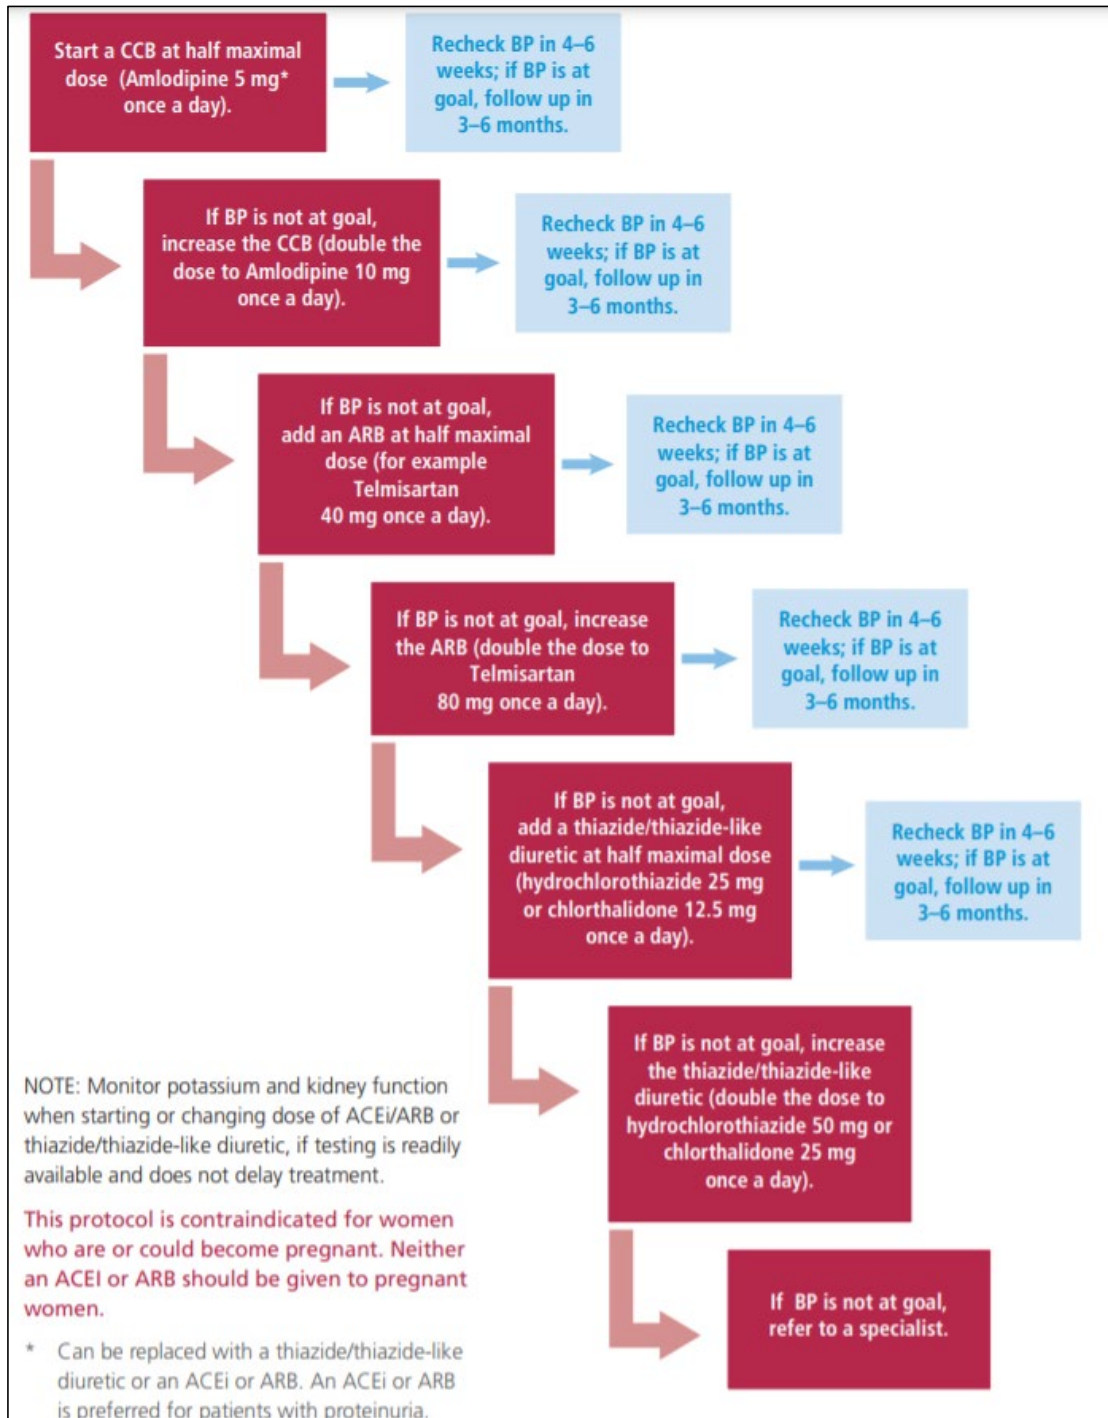 Start a CCB at half maximal
dose (Amlodipine 5 mg*
once a day).
Recheck BP in 4–6
weeks; if BP is at
goal, follow up in
3–6 months.
If BP is not at goal,
increase the CCB (double the
dose to Amlodipine 10 mg
once a day).
Recheck BP in 4–6
weeks; if BP is at
goal, follow up in
3–6 months.
If BP is not at goal,
add an ARB at half maximal
dose (for example
Telmisartan
40 mg once a day).
Recheck BP in 4–6
weeks; if BP is at
goal, follow up in
3–6 months.
If BP is not at goal, increase
the ARB (double the dose to
Telmisartan
80 mg once a day).
Recheck BP in 4–6
weeks; if BP is at
goal, follow up in
3–6 months.
If BP is not at goal,
add a thiazide/thiazide-like
diuretic at half maximal dose
(hydrochlorothiazide 25 mg
or chlorthalidone 12.5 mg
once a day).
Recheck BP in 4–6
weeks; if BP is at
goal, follow up in
3–6 months.
If BP is not at goal, increase
the thiazide/thiazide-like
diuretic (double the dose to
hydrochlorothiazide 50 mg or
chlorthalidone 25 mg
once a day).
If BP is not at goal,
refer to a specialist.
NOTE: Monitor potassium and kidney function
when starting or changing dose of ACEi/ARB or
thiazide/thiazide-like diuretic, if testing is readily
available and does not delay treatment.
This protocol is contraindicated for women
who are or could become pregnant. Neither
an ACEI or ARB should be given to pregnant
women.
* Can be replaced with a thiazide/thiazide-like
diuretic or an ACEi or ARB. An ACEi or ARB
is preferred for patients with proteinuria.